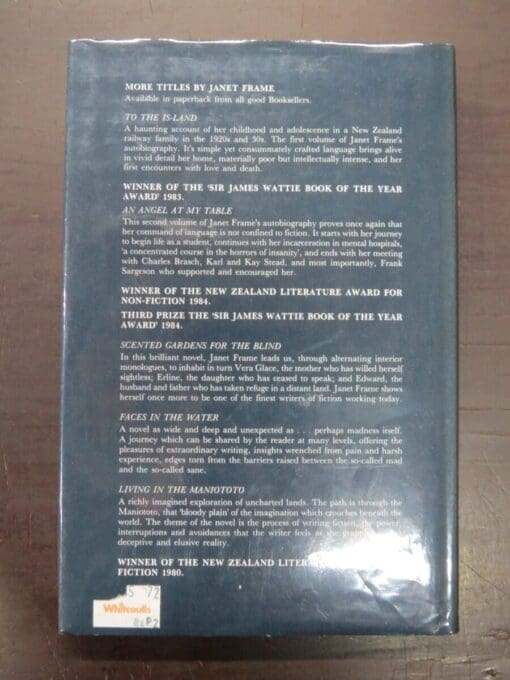 MORE TITLES BY JANET FRAME
Available in paperback from all good Booksellers.
TO THE IS-LAND
A haunting account of her childhood and adolescence in a New Zealand
railway family in the 1920s and 30s. The first volume of Janet Frame's
autobiography. It's simple yet consummately crafted language brings alive
in vivid detail her home, materially poor but intellectually intense, and her
first encounters with love and death.
WINNER OF THE 'SIR JAMES WATTIE BOOK OF THE YEAR
AWARD' 1983.
AN ANGEL AT MY TABLE
This second volume of Janet Frame's autobiography proves once again that
her command of language is not confined to fiction. It starts with her journey
to begin life as a student, continues with her incarceration in mental hospitals,
'a concentrated course in the horrors of insanity', and ends with her meeting
with Charles Brasch, Karl and Kay Stead, and most importantly, Frank
Sargeson who supported and encouraged her.
WINNER OF THE NEW ZEALAND LITERATURE AWARD FOR
NON-FICTION 1984.
THIRD PRIZE THE 'SIR JAMES WATTIE BOOK OF THE YEAR
AWARD' 1984.
SCENTED GARDENS FOR THE BLIND
In this brilliant novel, Janet Frame leads us, through alternating interior
monologues, to inhabit in turn Vera Glace, the mother who has willed herself
sightless; Erline, the daughter who has ceased to speak; and Edward, the
husband and father who has taken refuge in a distant land. Janet Frame shows
herself once more to be one of the finest writers of fiction working today.
FACES IN THE WATER
A novel as wide and deep and unexpected as . . . perhaps madness itself.
A journey which can be shared by the reader at many levels, offering the
pleasures of extraordinary writing, insights wrenched from pain and harsh
experience, edges torn from the barriers raised between the so-called mad
and the so-called sane.
LIVING IN THE MANIOTOTO
A richly imagined exploration of uncharted lands. The path is through the
Maniototo, that 'bloody plain' of the imagination which crouches beneath the
world. The theme of the novel is the process of writing fiction, the power,
interruptions and avoidances that the writer feels as she
deceptive and elusive reality.
WINNER OF THE NEW ZEALAND
FICTION 1980.
Whitcoulls